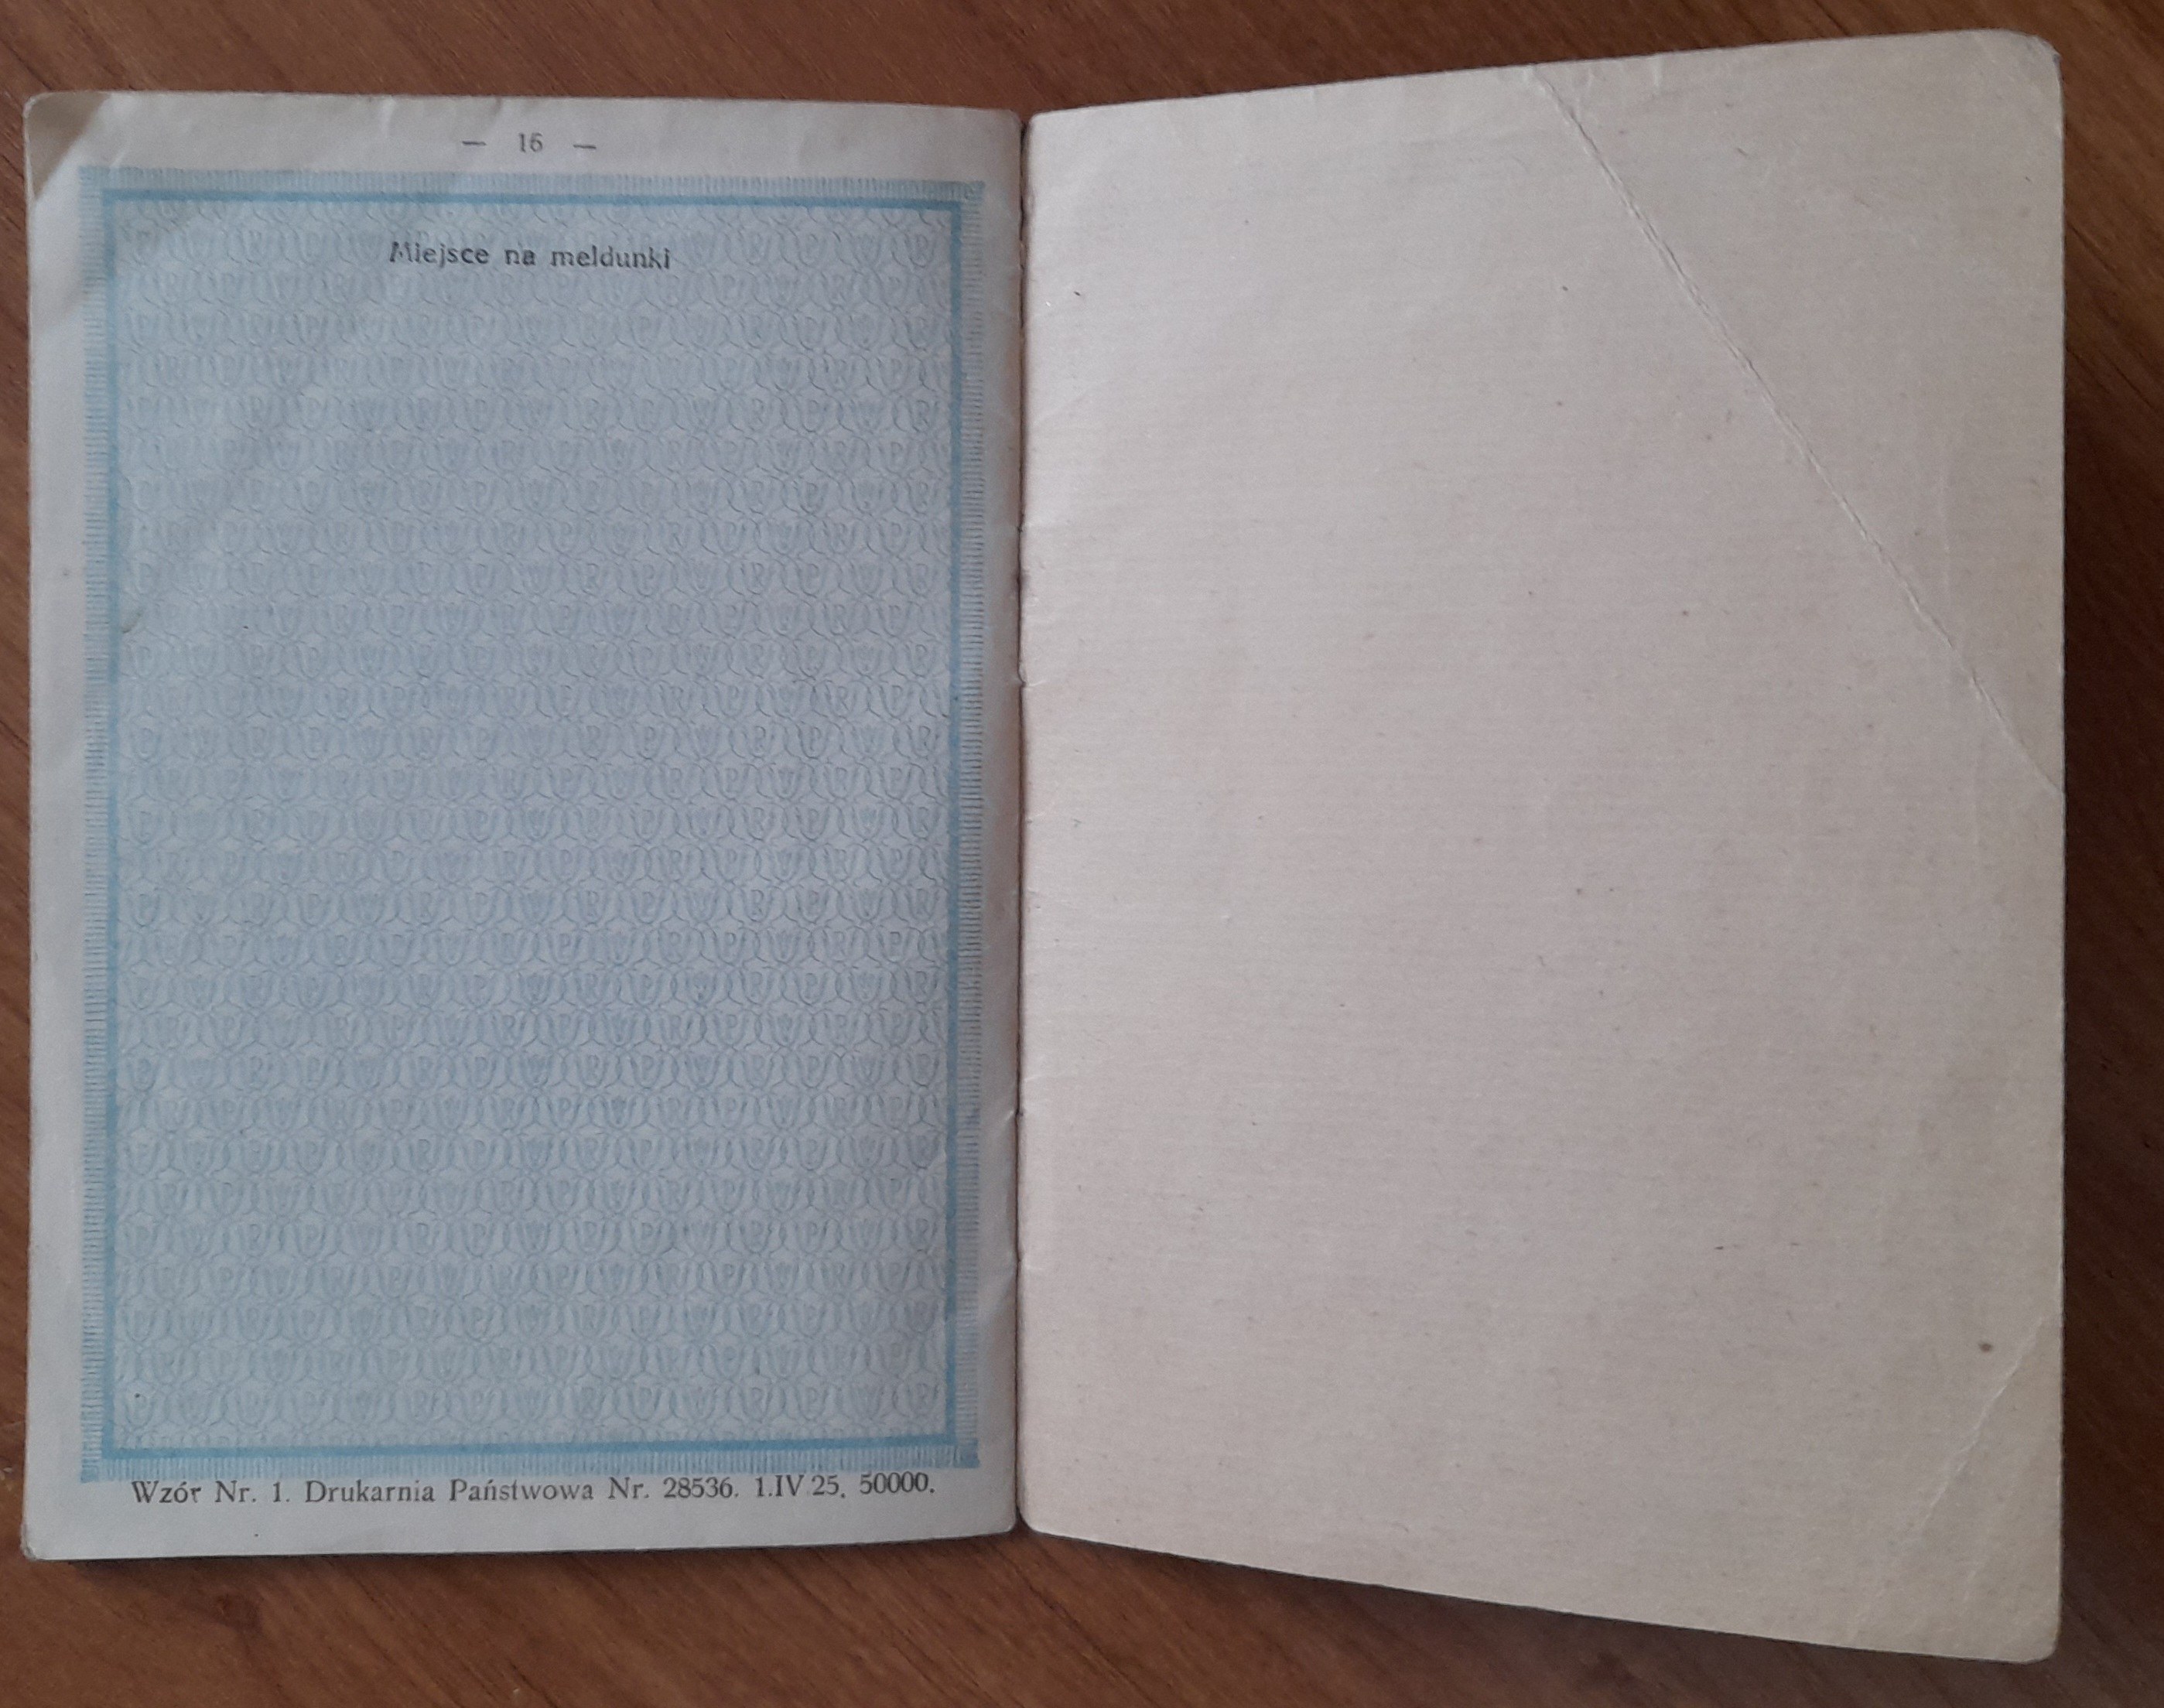 — 16 —
Miejsce na meldunki
Wzór Nr. 1. Drukarnia Państwowa Nr. 28536. 1.IV 25. 50000.